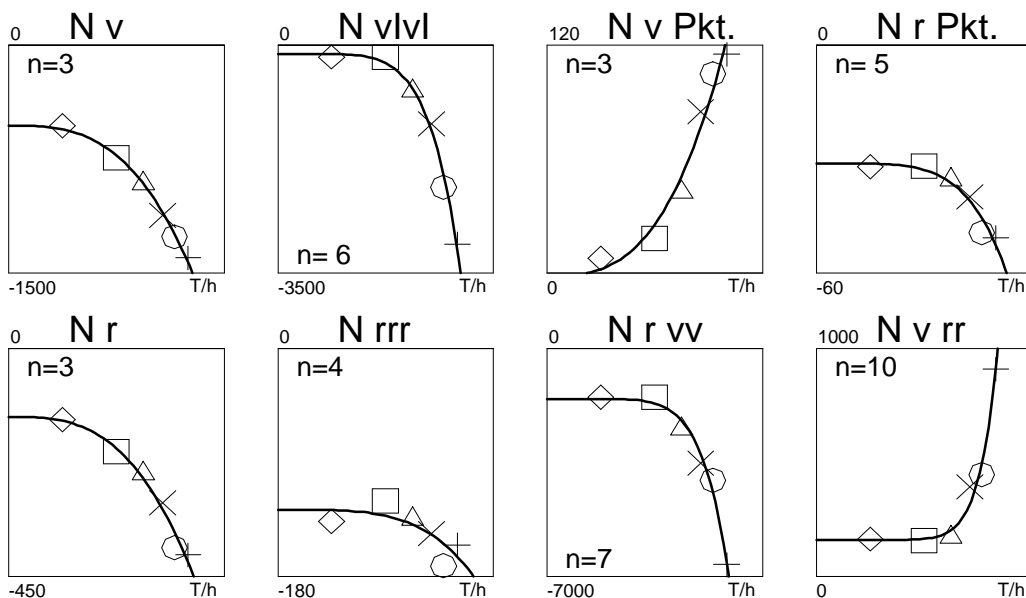 N v
N v|v|
N v Pkt.
N r Pkt.
0
0
120
0
n=3
n= 6
n=3
n= 5
-1500
T/h
-3500
T/h
0
T/h
-60
T/h
N r
N rrr
N r vv
N v rr
0
0
0
1000
n=3
n=4
n=7
n=10
-450
T/h
-180
T/h
-7000
T/h
0
T/h